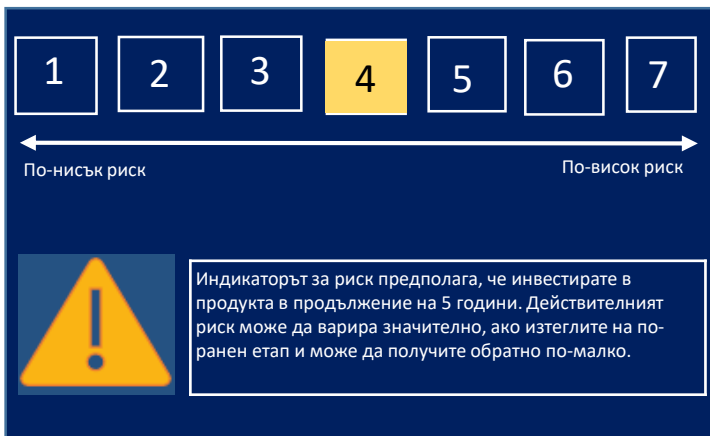 1 2 3 4 5 6 7
По-нисък риск По-висок риск
Индикаторът за риск предполага, че инвестирате в
продукта в продължение на 5 години. Действителният
риск може да варира значително, ако изтеглите на по-
ранен етап и може да получите обратно по-малко.